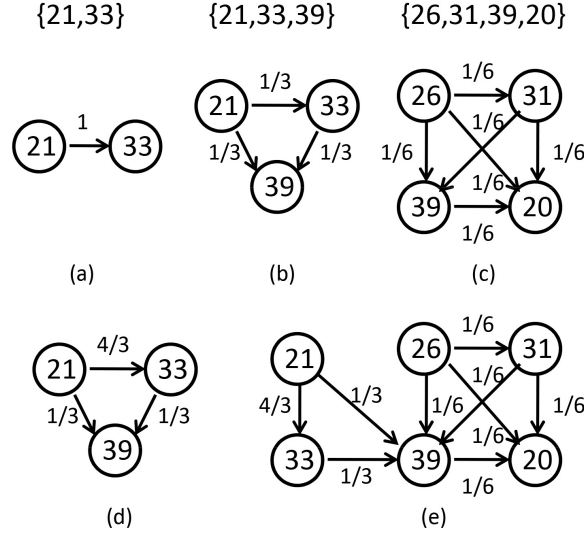 {21,33} {21,33,39} {26,31,39,20}
1/3 1/6
21 33 26 31
1 1/6
21 33 1/3 1/3 1/6 1/6
39 1/6
39 20
1/6
(a) (b) (c)
4/3 1/6
21 33 21 26 31
1/3 1/6
1/3 1/3 4/3 1/6 1/6
39 1/6
33 39 20
1/3 1/6
(d) (e)